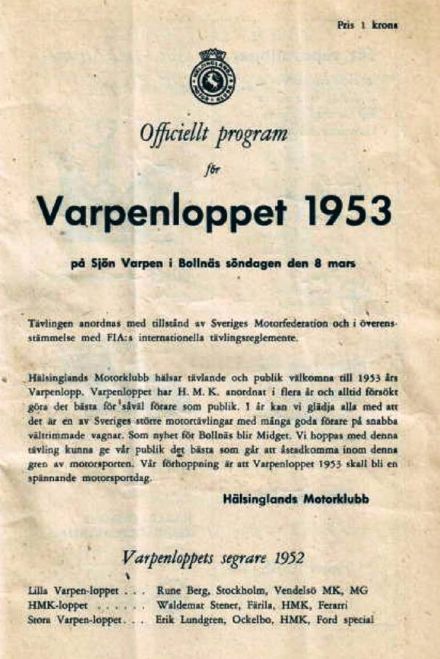 Pris 1 krona
HÄLSINGLANDS MOTOR KLUBB
Officiellt program
för
Varpenloppet 1953
på Sjön Varpen i Bollnäs söndagen den 8 mars
Tävlingen anordnas med tillstånd av Sveriges Motorfederation och i överens-
stämmelse med FIA:s internationella tävlingsreglemente.
Hälsinglands Motorklubb hälsar tävlande och publik välkomna till 1953 års
Varpenlopp. Varpenloppet har H. M. K. anordnat i flera år och alltid försökt
göra det bästa för såväl förare som publik. I år kan vi glädja alla med att
det är en av Sveriges större motortävlingar med många goda förare på snabba
vältrimmade vagnar. Som nyhet för Bollnäs blir Midget. Vi hoppas med denna
tävling kunna ge vår publik det bästa som går att åstadkomma inom denna
gren av motorsporten. Vår förhoppning är att Varpenloppet 1953 skall bli en
spännande motorsportdag.
Hälsinglands Motorklubb
Varpenloppets segrare 1952
Lilla Varpen-loppet . . . Rune Berg, Stockholm, Vendelsö MK, MG
HMK-loppet . . . . . . Waldemar Stener, Färila, HMK, Ferarri
Stora Varpen-loppet. . . Erik Lundgren, Ockelbo, HMK, Ford special